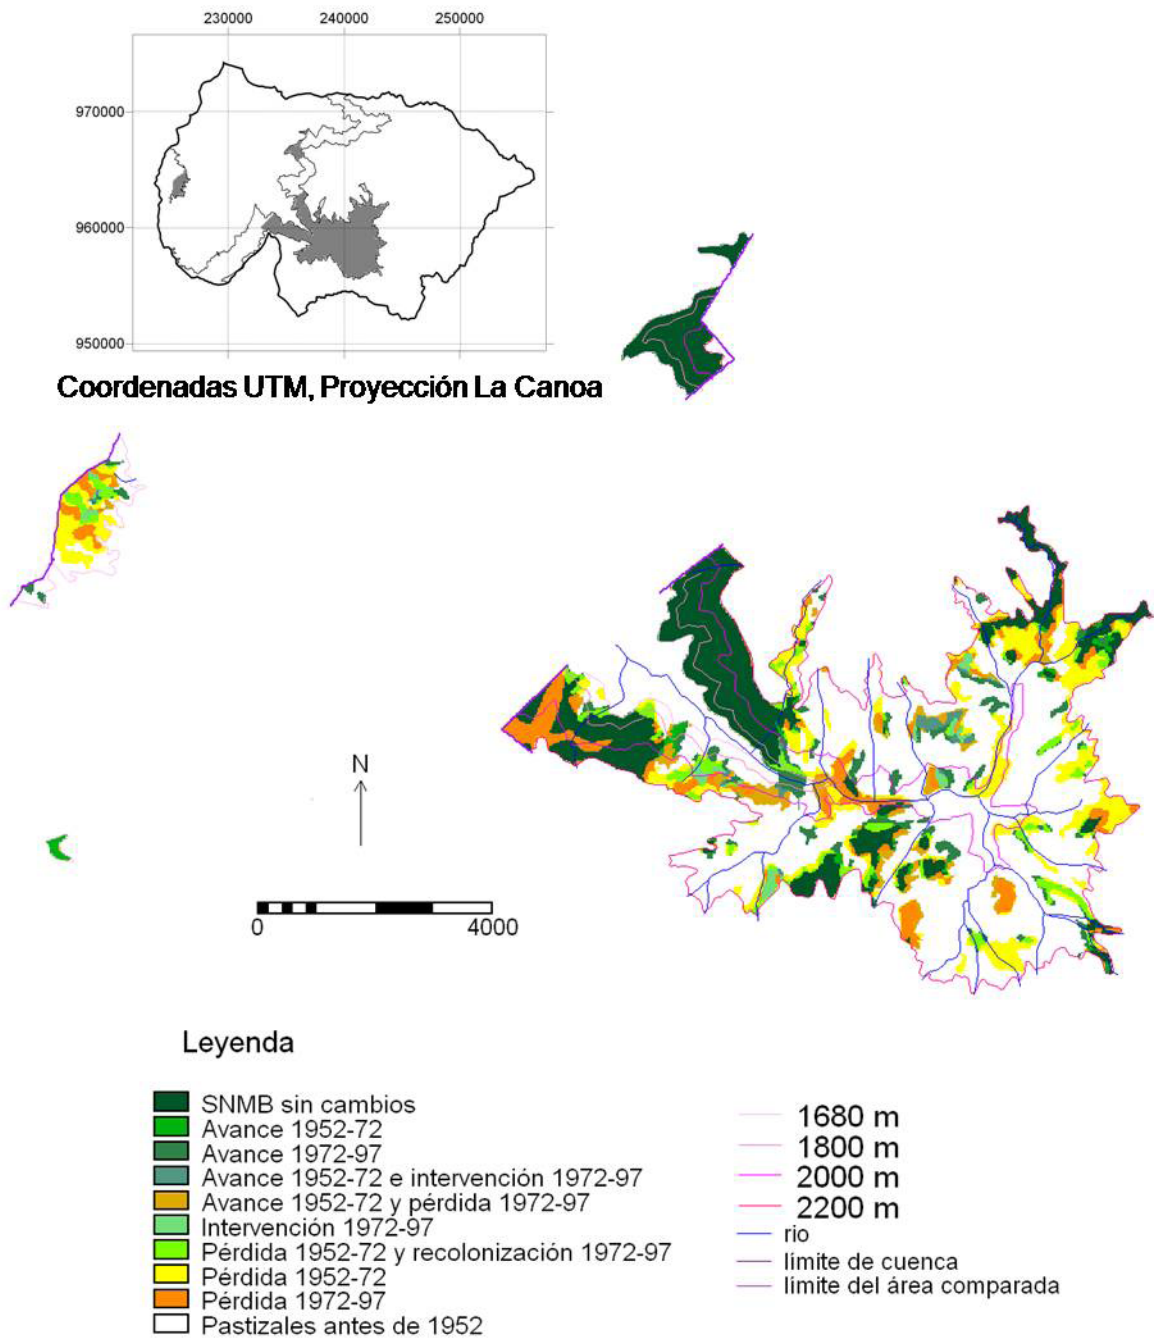 230000 240000 250000
970000
960000
950000
Coordenadas UTM, Proyección La Canoa
N
0 4000
Leyenda
SNMB sin cambios
Avance 1952-72
Avance 1972-97
Avance 1952-72 e intervención 1972-97
Avance 1952-72 y pérdida 1972-97
Intervención 1972-97
Pérdida 1952-72 y recolonización 1972-97
Pérdida 1952-72
Pérdida 1972-97
Pastizales antes de 1952
1680 m
1800 m
2000 m
2200 m
rio
límite de cuenca
límite del área comparada